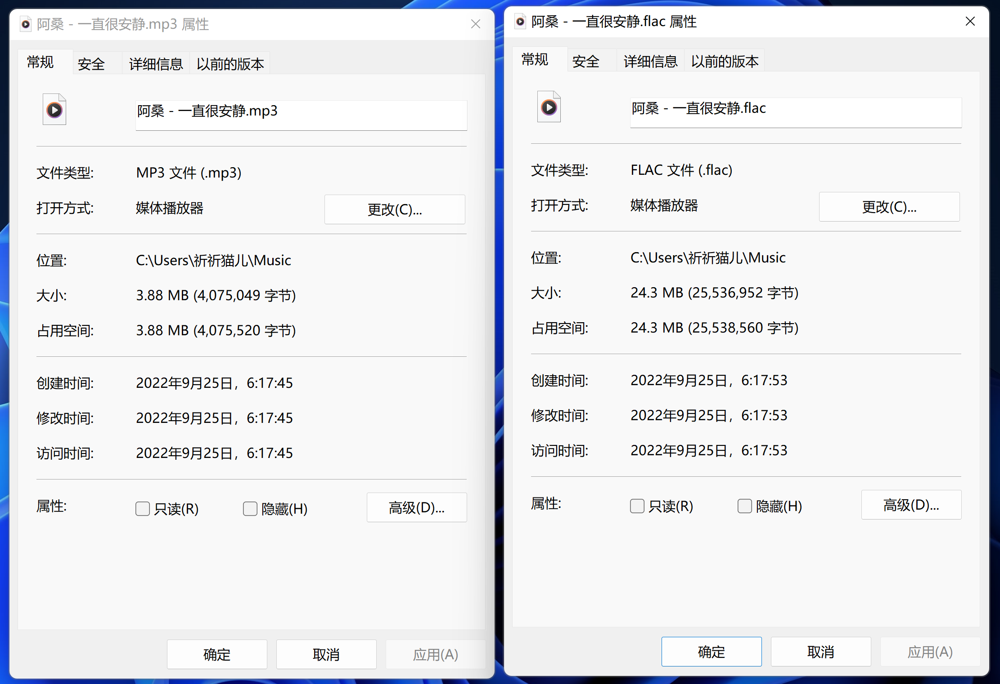 阿桑 - 一直很安静.mp3 属性
常规 安全 详细信息 以前的版本
阿桑 - 一直很安静.mp3
文件类型: MP3 文件 (.mp3)
打开方式: 媒体播放器 更改(C)...
位置: C:\Users\祈祈猫儿\Music
大小: 3.88 MB (4,075,049 字节)
占用空间: 3.88 MB (4,075,520 字节)
创建时间: 2022年9月25日，6:17:45
修改时间: 2022年9月25日，6:17:45
访问时间: 2022年9月25日，6:17:45
属性: 只读(R) 隐藏(H) 高级(D)...
确定 取消 应用(A)
阿桑 - 一直很安静.flac 属性
常规 安全 详细信息 以前的版本
阿桑 - 一直很安静.flac
文件类型: FLAC 文件 (.flac)
打开方式: 媒体播放器 更改(C)...
位置: C:\Users\祈祈猫儿\Music
大小: 24.3 MB (25,536,952 字节)
占用空间: 24.3 MB (25,538,560 字节)
创建时间: 2022年9月25日，6:17:53
修改时间: 2022年9月25日，6:17:53
访问时间: 2022年9月25日，6:17:53
属性: 只读(R) 隐藏(H) 高级(D)...
确定 取消 应用(A)